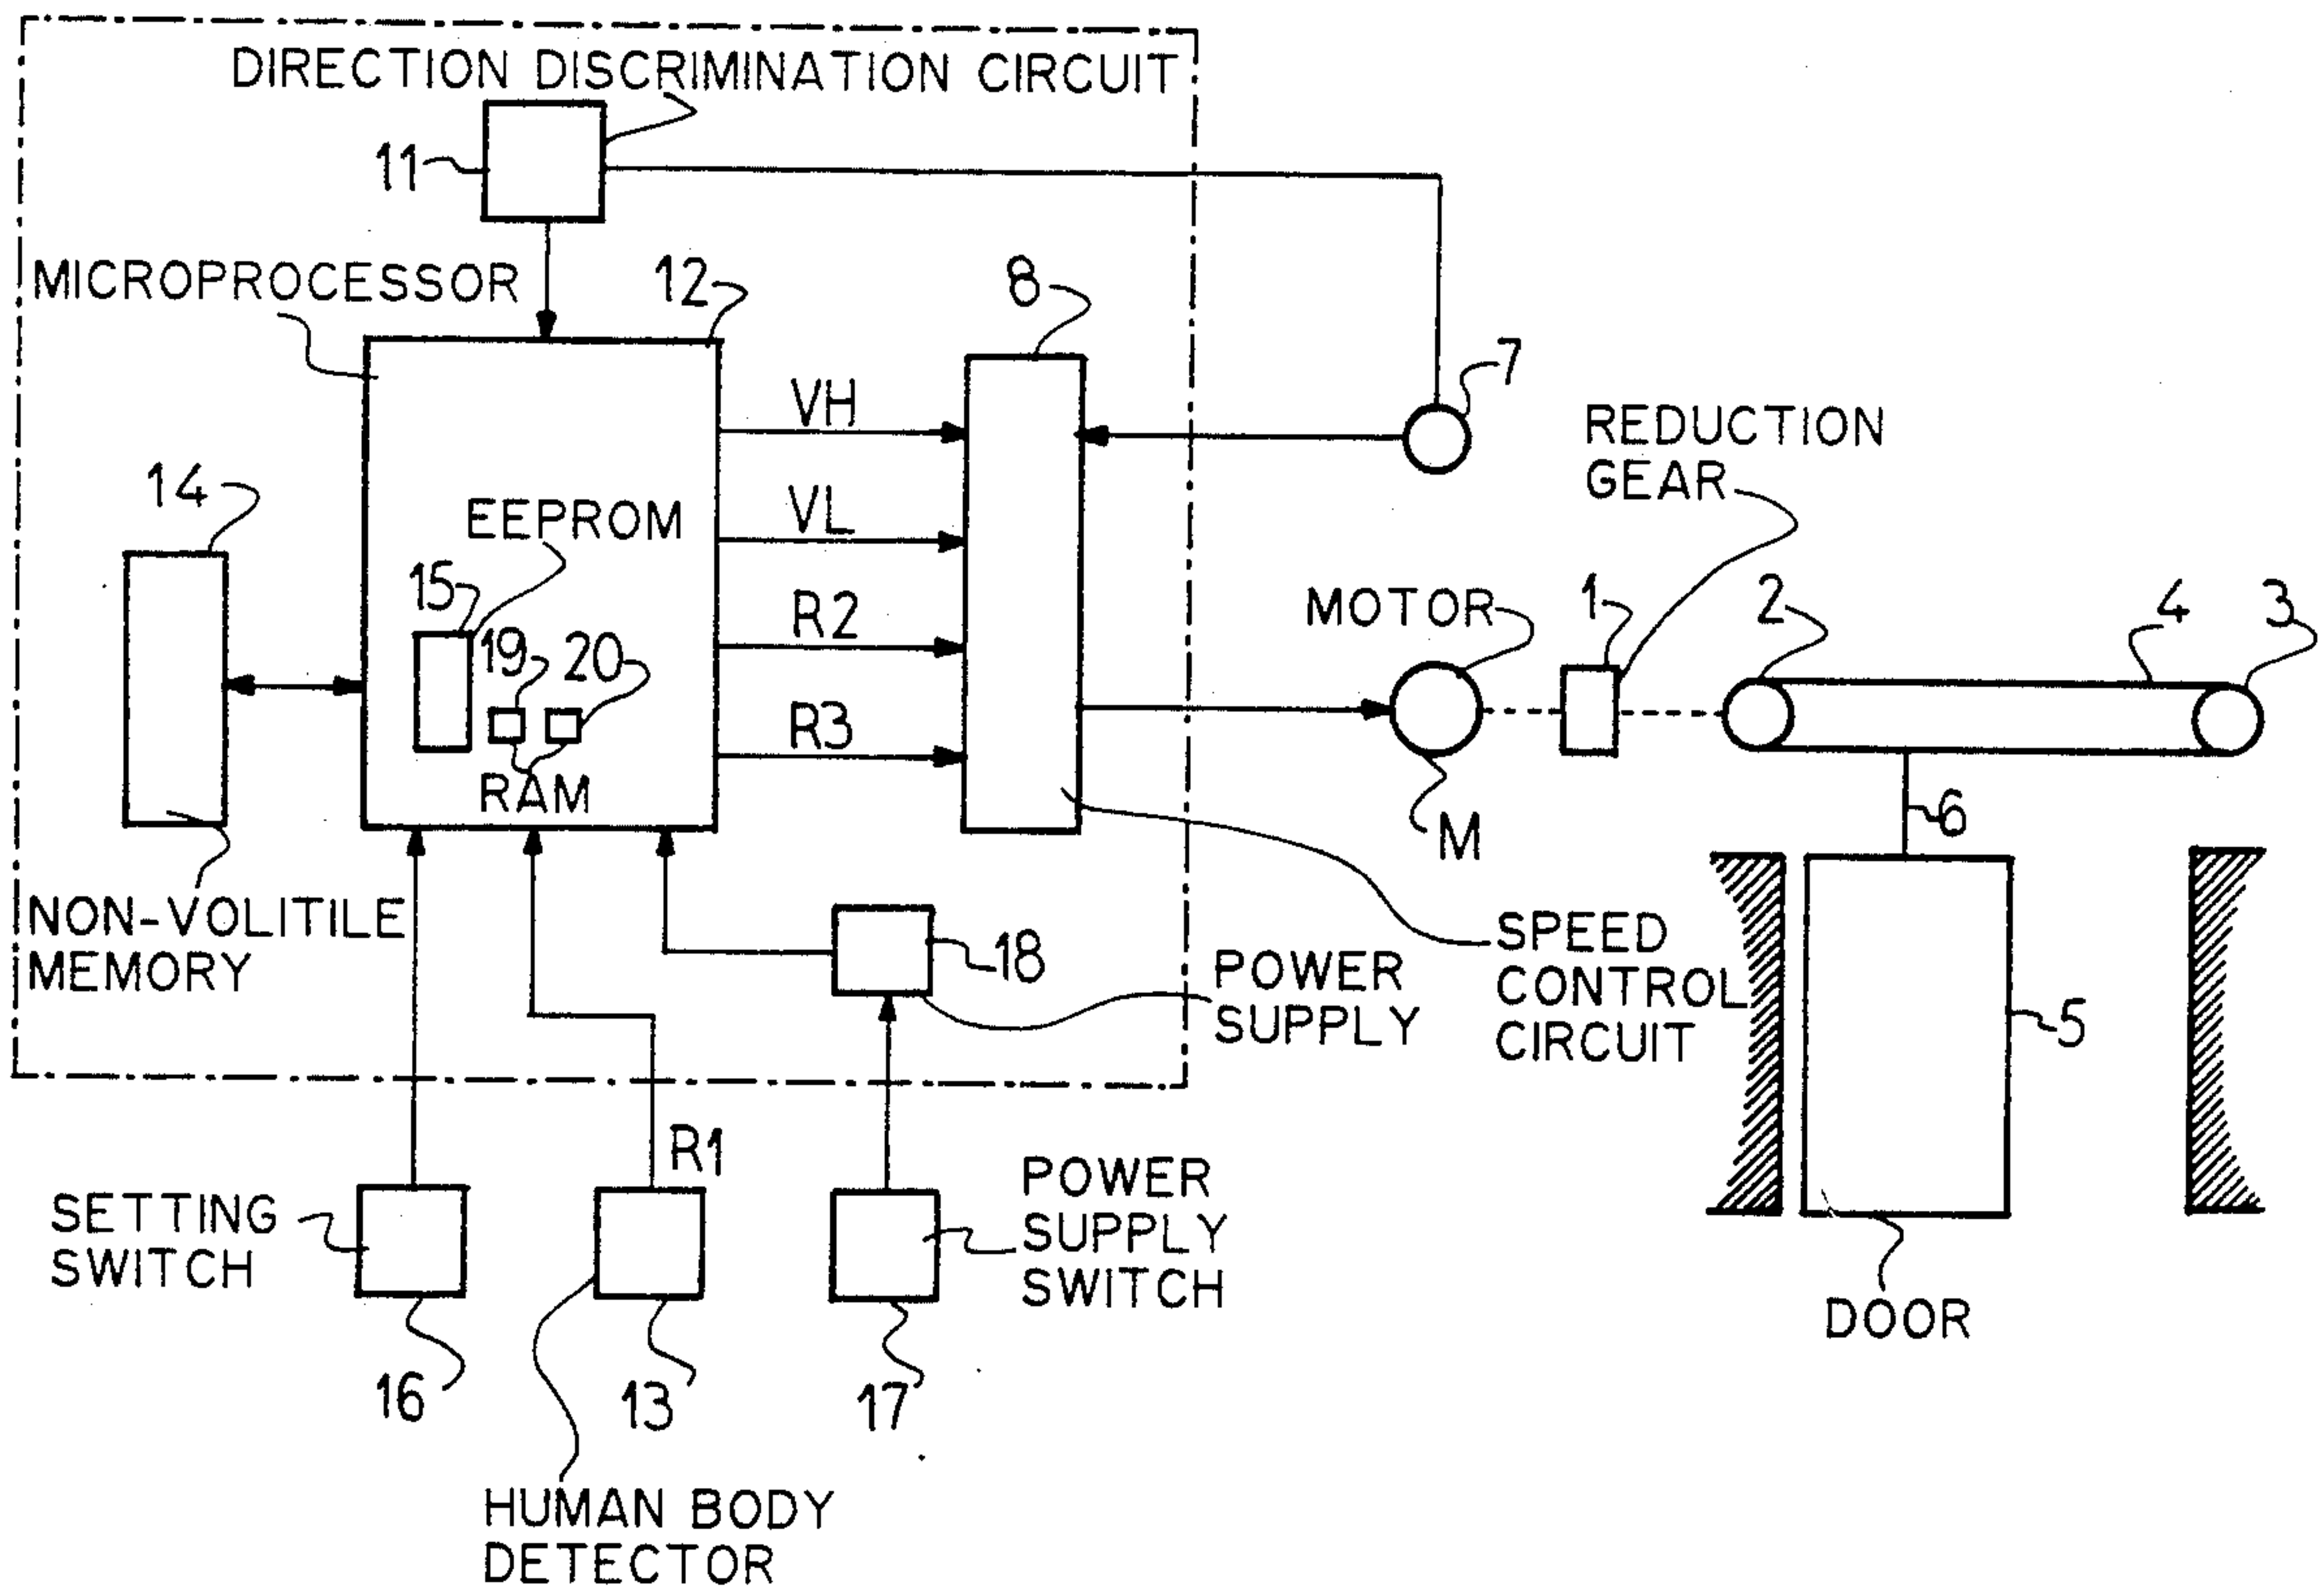 DIRECTION DISCRIMINATION CIRCUIT
11
MICROPROCESSOR
12
8
7
VH
REDUCTION
GEAR
14
EEPROM
VL
15
R2
MOTOR
1
2
4
3
19
20
R3
RAM
M
6
NON-VOLITILE
MEMORY
18
POWER
SUPPLY
SPEED
CONTROL
CIRCUIT
5
R1
SETTING
SWITCH
POWER
SUPPLY
SWITCH
DOOR
16
13
17
HUMAN BODY
DETECTOR